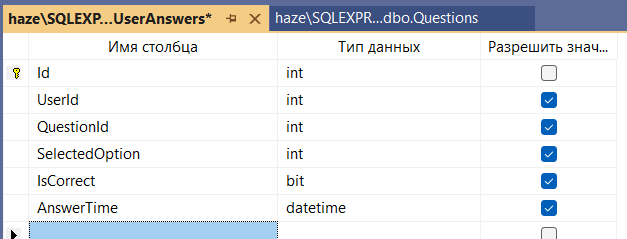 haze\SQLEXP...UserAnswers* haze\SQLEXPR...dbo.Questions
Имя столбца Тип данных Разрешить знач...
Id int
UserId int
QuestionId int
SelectedOption int
IsCorrect bit
AnswerTime datetime